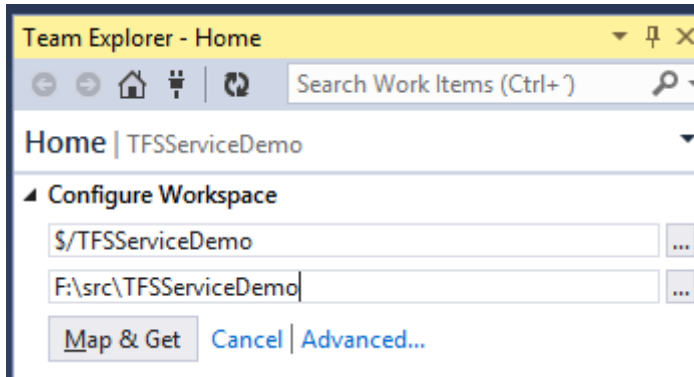 Team Explorer - Home
Search Work Items (Ctrl+´)
Home | TFSServiceDemo
Configure Workspace
$/TFSServiceDemo ...
F:\src\TFSServiceDemo ...
Map & Get Cancel | Advanced...